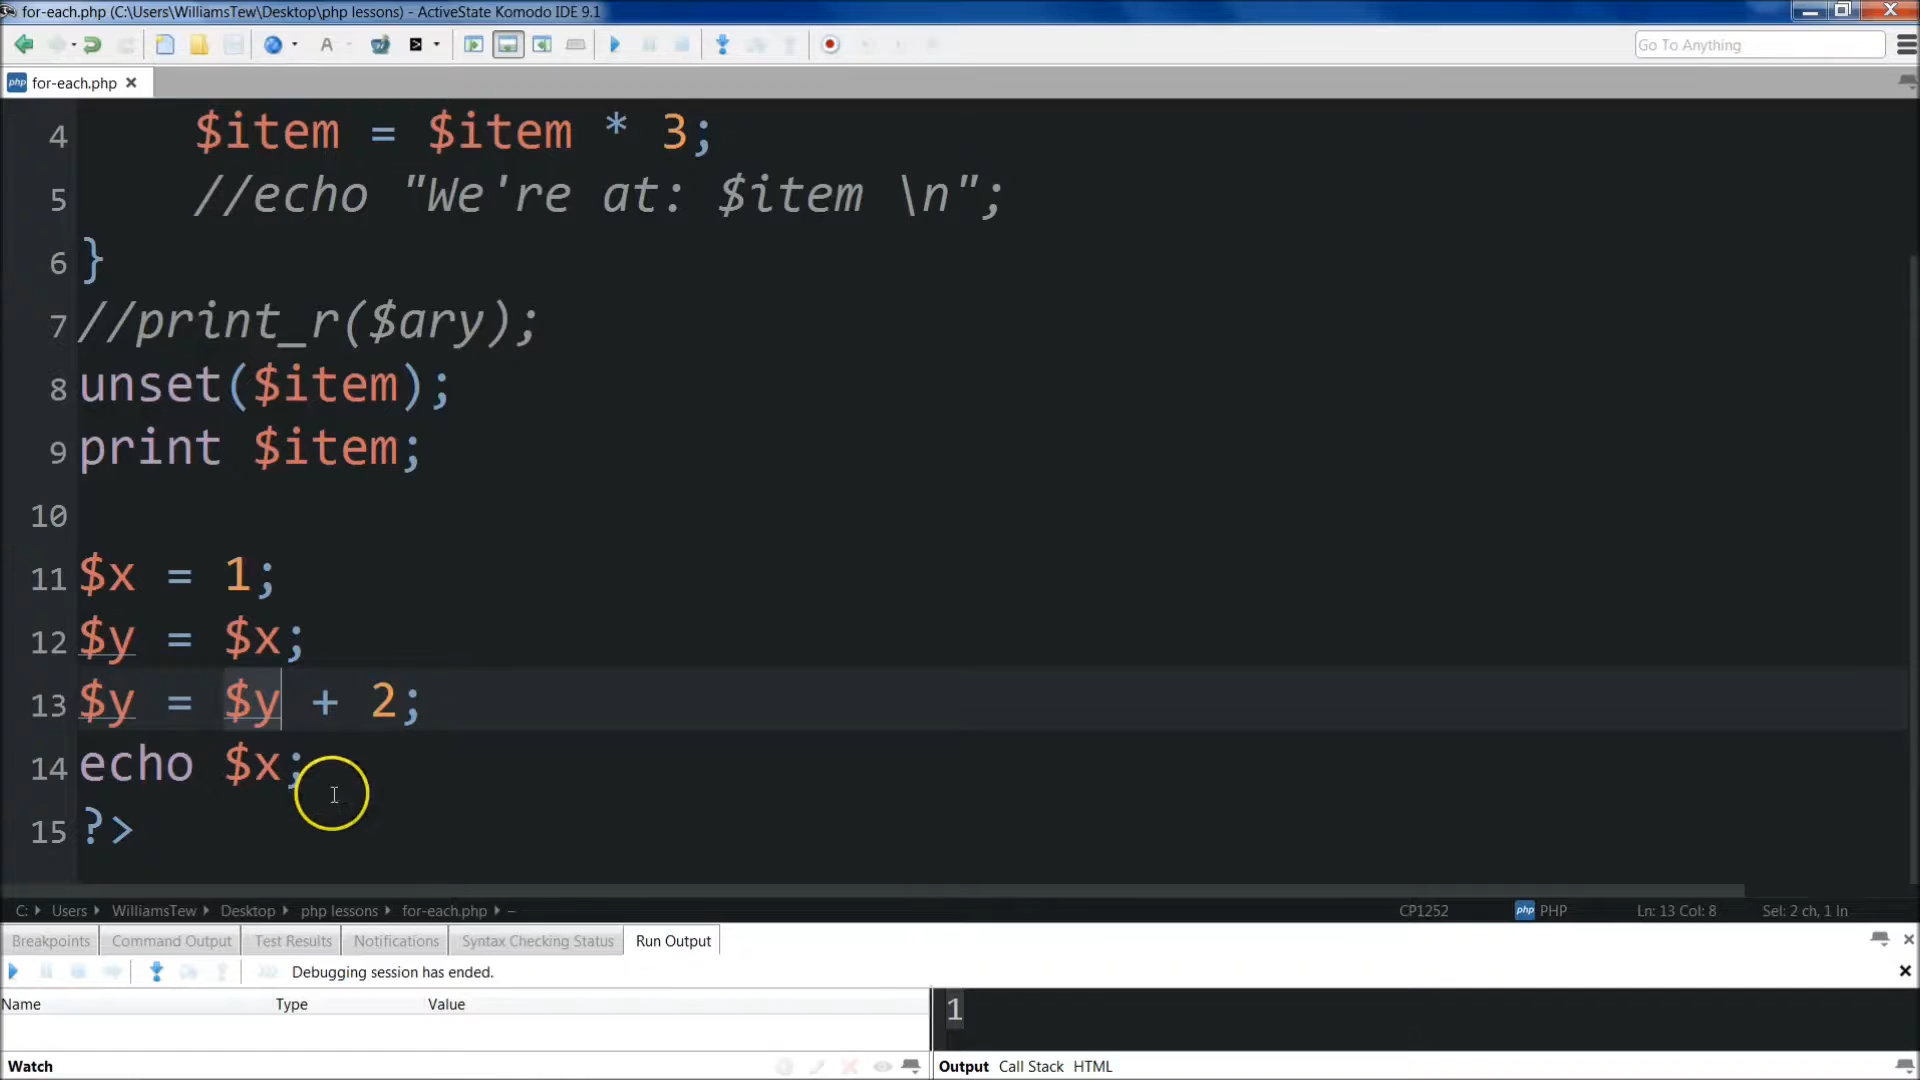 for-each.php (C:\Users\WilliamsTew\Desktop\php lessons) - ActiveState Komodo IDE 9.1
Go To Anything
php for-each.php
4 $item = $item * 3;
5 //echo "We're at: $item \n";
6 }
7 //print_r($ary);
8 unset($item);
9 print $item;
10
11 $x = 1;
12 $y = $x;
13 $y = $y + 2;
14 echo $x;
15 ?>
C: Users WilliamsTew Desktop php lessons for-each.php – CP1252 php PHP Ln: 13 Col: 8 Sel: 2 ch, 1 ln
Breakpoints Command Output Test Results Notifications Syntax Checking Status Run Output
Debugging session has ended.
Name Type Value
1
Watch Output Call Stack HTML